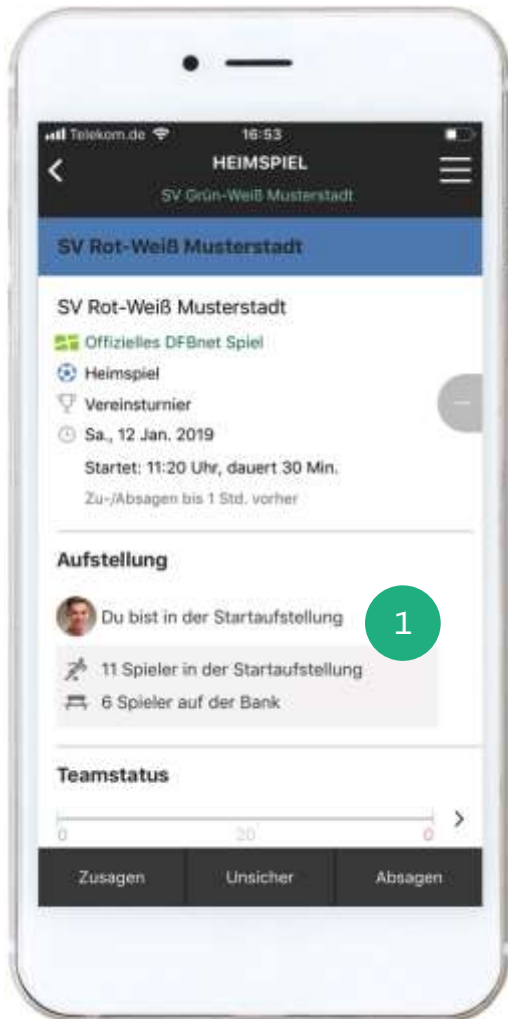 Telekom.de 16:53
HEIMSPIEL
SV Grün-Weiß Musterstadt
SV Rot-Weiß Musterstadt
SV Rot-Weiß Musterstadt
Offizielles DFBnet Spiel
Heimspiel
Vereinsturnier
Sa., 12 Jan. 2019
Startet: 11:20 Uhr, dauert 30 Min.
Zu-/Absagen bis 1 Std. vorher
Aufstellung
Du bist in der Startaufstellung
1
11 Spieler in der Startaufstellung
6 Spieler auf der Bank
Teamstatus
0 20 0
Zusagen Unsicher Absagen